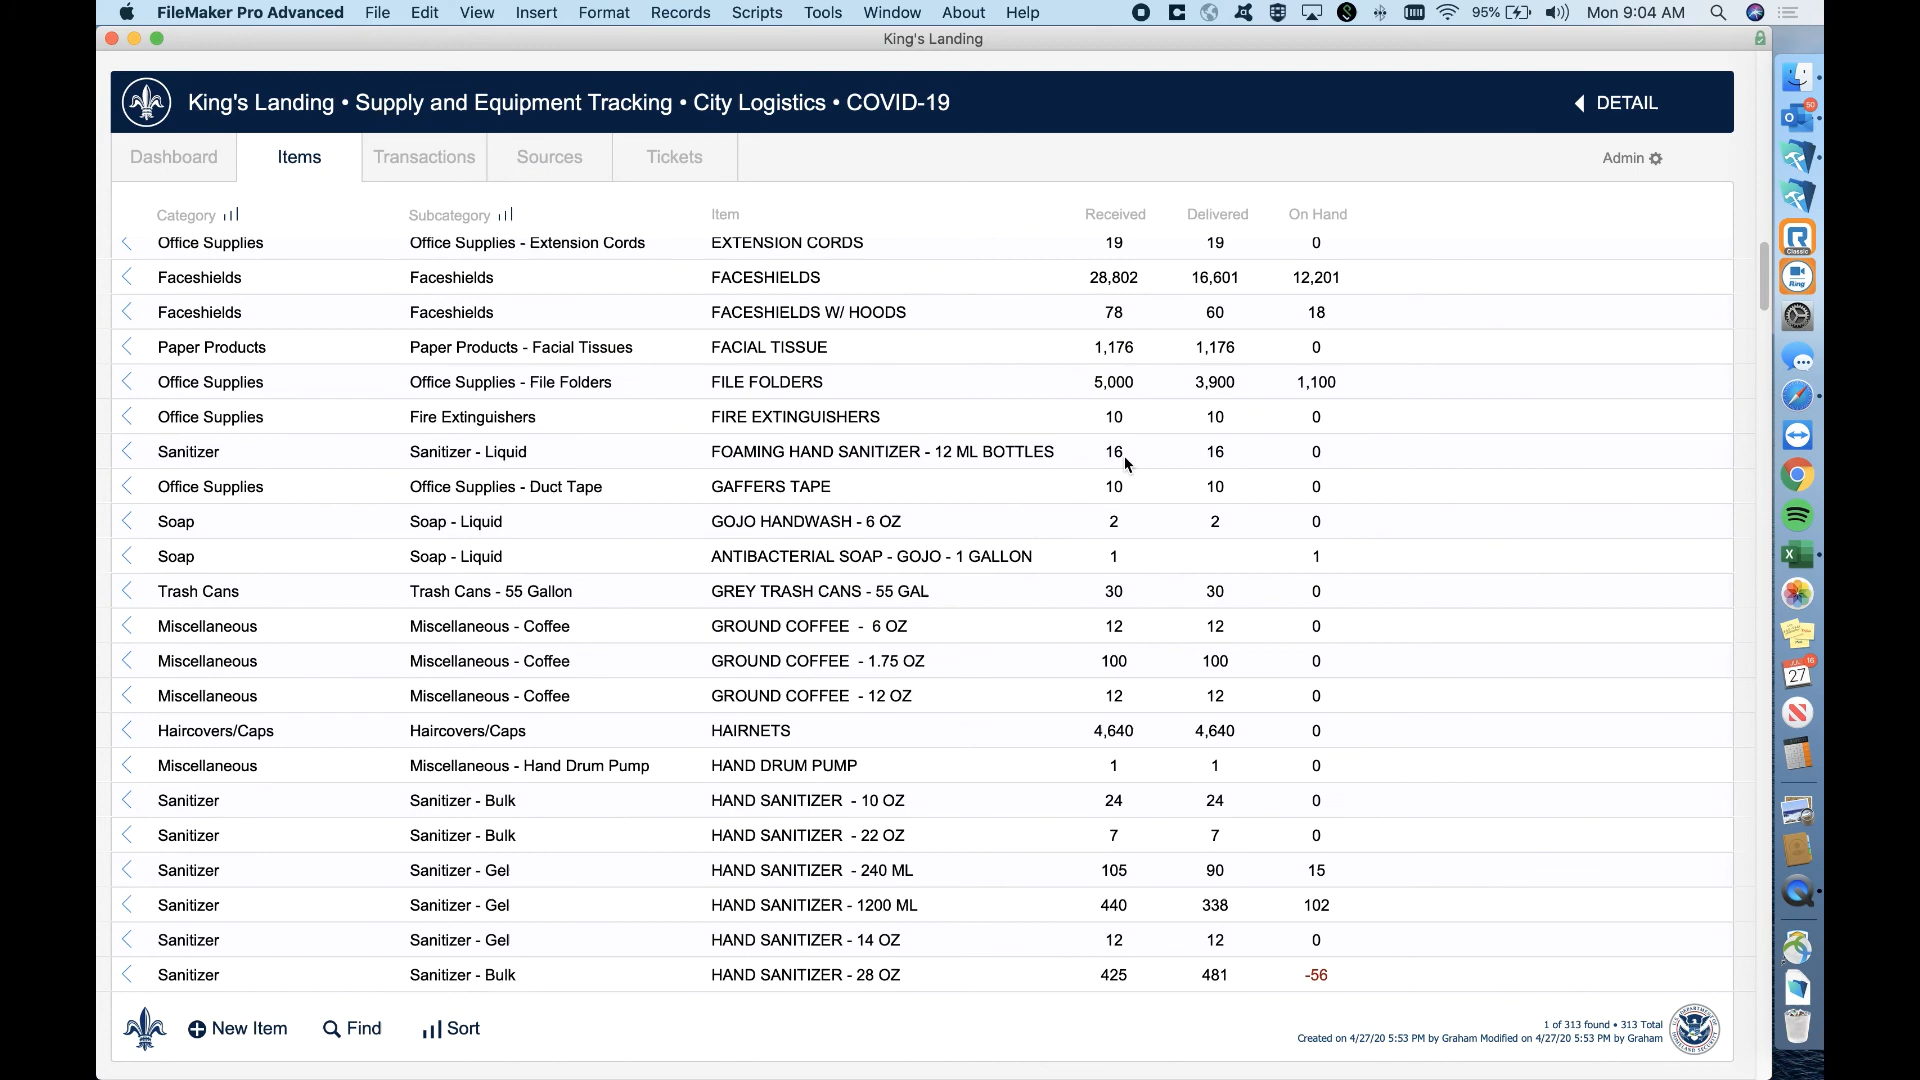 FileMaker Pro Advanced File Edit View Insert Format Records Scripts Tools Window About Help 95% Mon 9:04 AM
King's Landing
King's Landing • Supply and Equipment Tracking • City Logistics • COVID-19 DETAIL
Dashboard Items Transactions Sources Tickets Admin
Category Subcategory Item Received Delivered On Hand
Office Supplies Office Supplies - Extension Cords EXTENSION CORDS 19 19 0
Faceshields Faceshields FACESHIELDS 28,802 16,601 12,201
Faceshields Faceshields FACESHIELDS W/ HOODS 78 60 18
Paper Products Paper Products - Facial Tissues FACIAL TISSUE 1,176 1,176 0
Office Supplies Office Supplies - File Folders FILE FOLDERS 5,000 3,900 1,100
Office Supplies Fire Extinguishers FIRE EXTINGUISHERS 10 10 0
Sanitizer Sanitizer - Liquid FOAMING HAND SANITIZER - 12 ML BOTTLES 16 16 0
Office Supplies Office Supplies - Duct Tape GAFFERS TAPE 10 10 0
Soap Soap - Liquid GOJO HANDWASH - 6 OZ 2 2 0
Soap Soap - Liquid ANTIBACTERIAL SOAP - GOJO - 1 GALLON 1 1
Trash Cans Trash Cans - 55 Gallon GREY TRASH CANS - 55 GAL 30 30 0
Miscellaneous Miscellaneous - Coffee GROUND COFFEE - 6 OZ 12 12 0
Miscellaneous Miscellaneous - Coffee GROUND COFFEE - 1.75 OZ 100 100 0
Miscellaneous Miscellaneous - Coffee GROUND COFFEE - 12 OZ 12 12 0
Haircovers/Caps Haircovers/Caps HAIRNETS 4,640 4,640 0
Miscellaneous Miscellaneous - Hand Drum Pump HAND DRUM PUMP 1 1 0
Sanitizer Sanitizer - Bulk HAND SANITIZER - 10 OZ 24 24 0
Sanitizer Sanitizer - Bulk HAND SANITIZER - 22 OZ 7 7 0
Sanitizer Sanitizer - Gel HAND SANITIZER - 240 ML 105 90 15
Sanitizer Sanitizer - Gel HAND SANITIZER - 1200 ML 440 338 102
Sanitizer Sanitizer - Gel HAND SANITIZER - 14 OZ 12 12 0
Sanitizer Sanitizer - Bulk HAND SANITIZER - 28 OZ 425 481 -56
New Item Find Sort
1 of 313 found • 313 Total
Created on 4/27/20 5:53 PM by Graham Modified on 4/27/20 5:53 PM by Graham
50
Classic
Ring
16
JUL
27